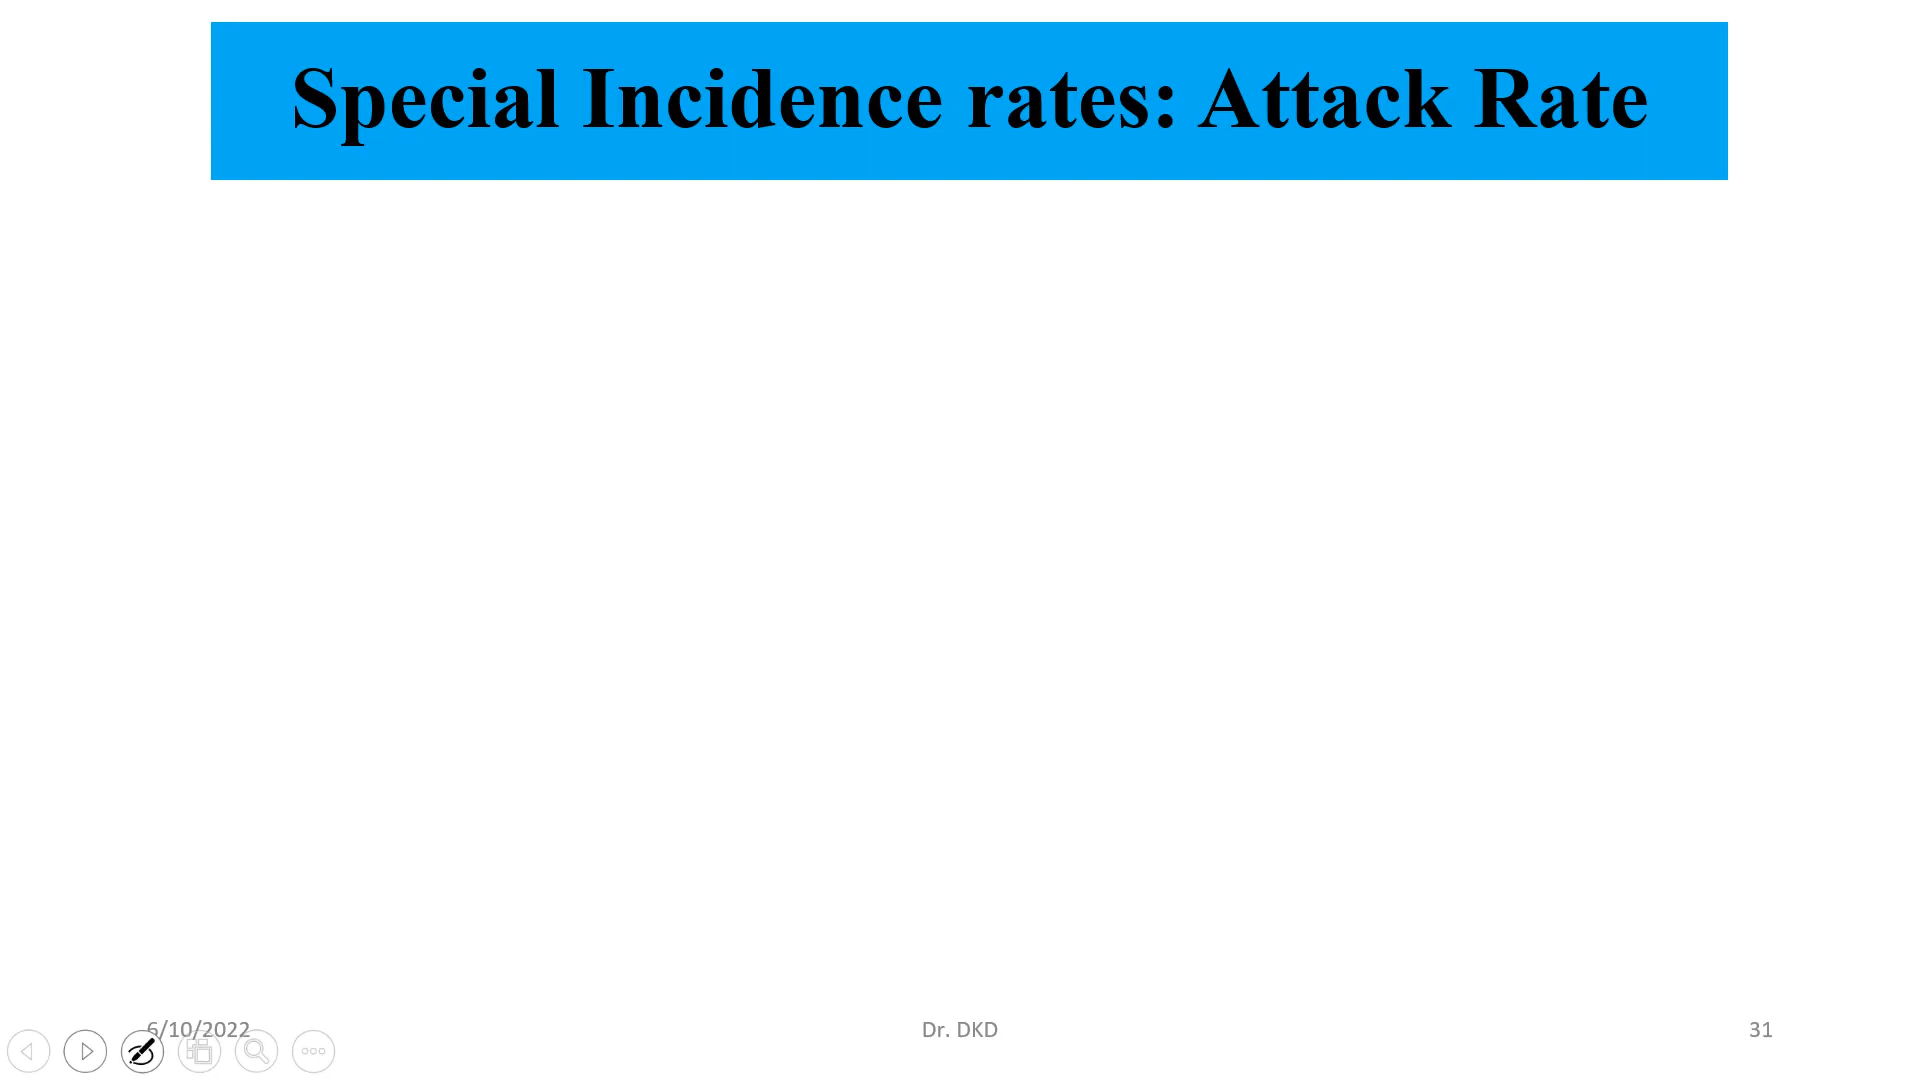 Special Incidence rates: Attack Rate
6/10/2022
Dr. DKD
31